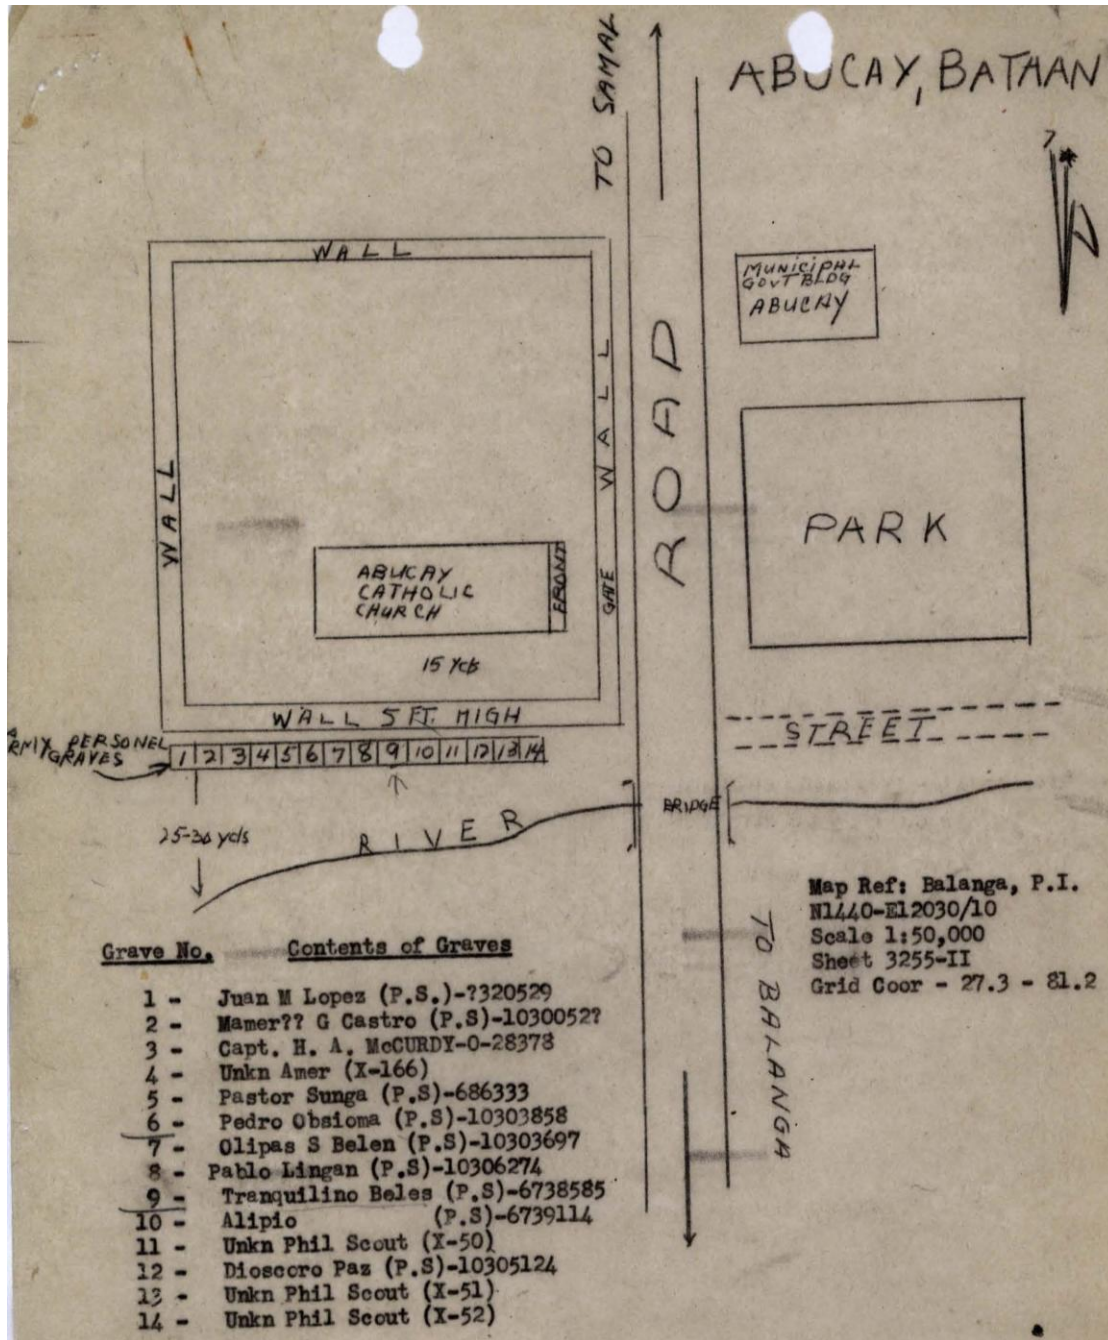 ABUCAY, BATAAN
TO SAMAL
WALL
MUNICIPAL
GOVT BLDG
ABUCAY
WALL
WALL
ROAD
PARK
ABUCAY
CATHOLIC
CHURCH
FRONT
GATE
15 Yds
WALL 5 FT. HIGH
STREET
RMY PERSONEL
GRAVES
1 2 3 4 5 6 7 8 9 10 11 12 13 14
BRIDGE
25-30 yds
RIVER
TO BALANGA
Map Ref: Balanga, P.I.
N1440-E12030/10
Scale 1:50,000
Sheet 3255-II
Grid Coor - 27.3 - 81.2
Grave No. Contents of Graves
1 - Juan M Lopez (P.S.)-?320529
2 - Mamer?? G Castro (P.S)-1030052?
3 - Capt. H. A. McCURDY-O-28378
4 - Unkn Amer (X-166)
5 - Pastor Sunga (P.S)-686333
6 - Pedro Obsioma (P.S)-10303858
7 - Olipas S Belen (P.S)-10303697
8 - Pablo Lingan (P.S)-10306274
9 - Tranquilino Beles (P.S)-6738585
10 - Alipio (P.S)-6739114
11 - Unkn Phil Scout (X-50)
12 - Dioscoro Paz (P.S)-10305124
13 - Unkn Phil Scout (X-51)
14 - Unkn Phil Scout (X-52)